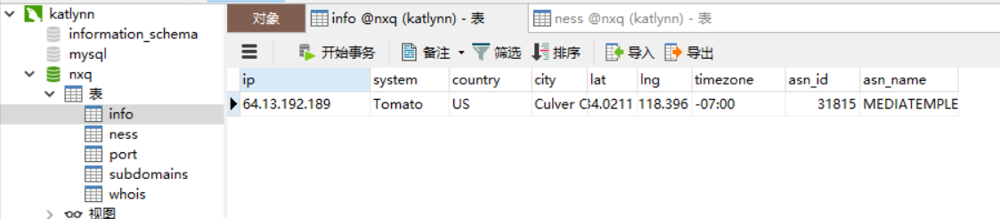 katlynn
information_schema
mysql
nxq
表
info
ness
port
subdomains
whois
视图
对象 info @nxq (katlynn) - 表 ness @nxq (katlynn) - 表
开始事务 备注 筛选 排序 导入 导出
ip system country city lat lng timezone asn_id asn_name
64.13.192.189 Tomato US Culver C 4.0211 118.396 -07:00 31815 MEDIATEMPLE